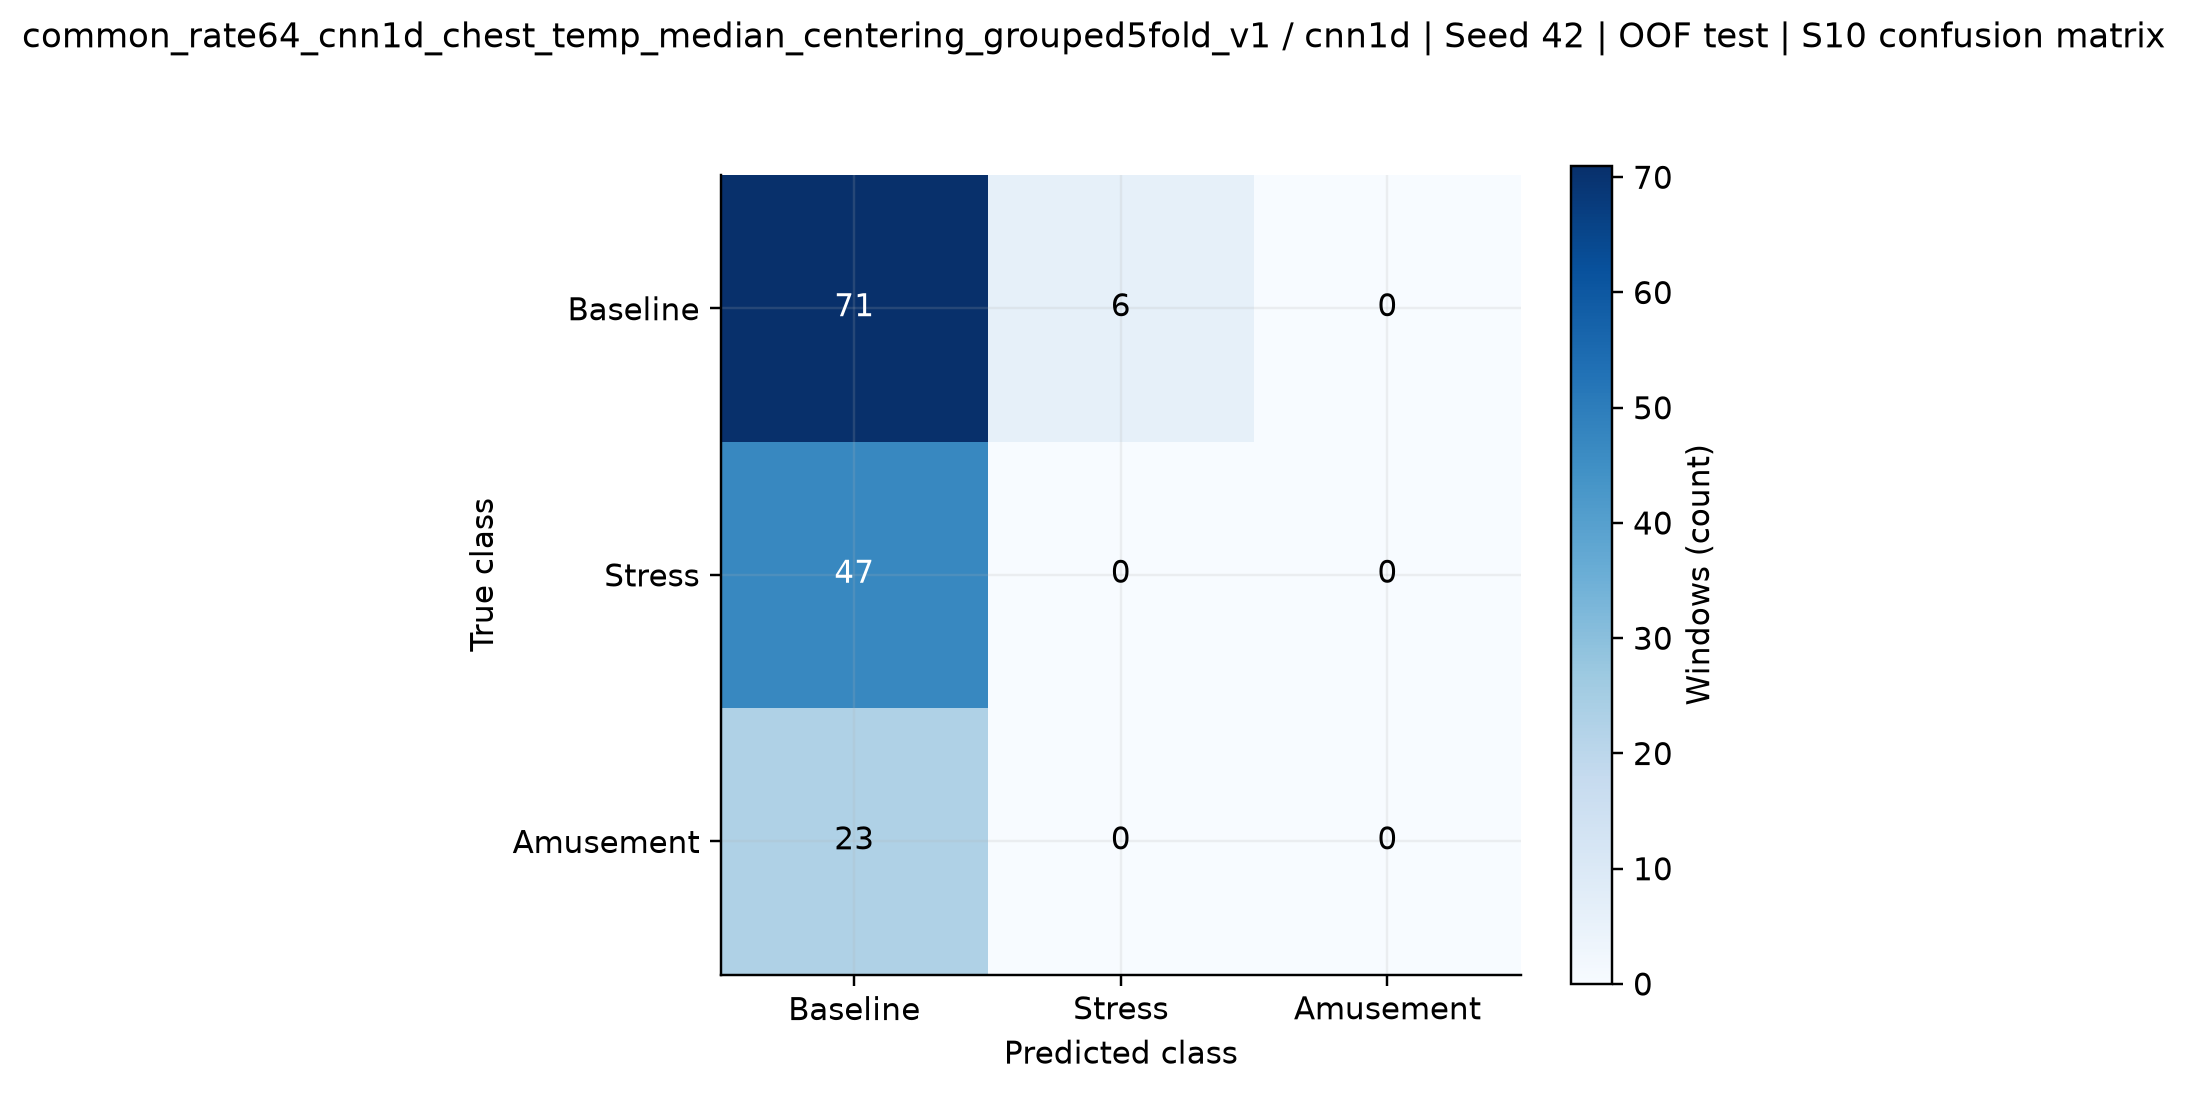 common_rate64_cnn1d_chest_temp_median_centering_grouped5fold_v1 / cnn1d | Seed 42 | OOF test | S10 confusion matrix
Baseline
Stress
Amusement
True class
71 6 0
47 0 0
23 0 0
Baseline Stress Amusement
Predicted class
70
60
50
40
30
20
10
0
Windows (count)